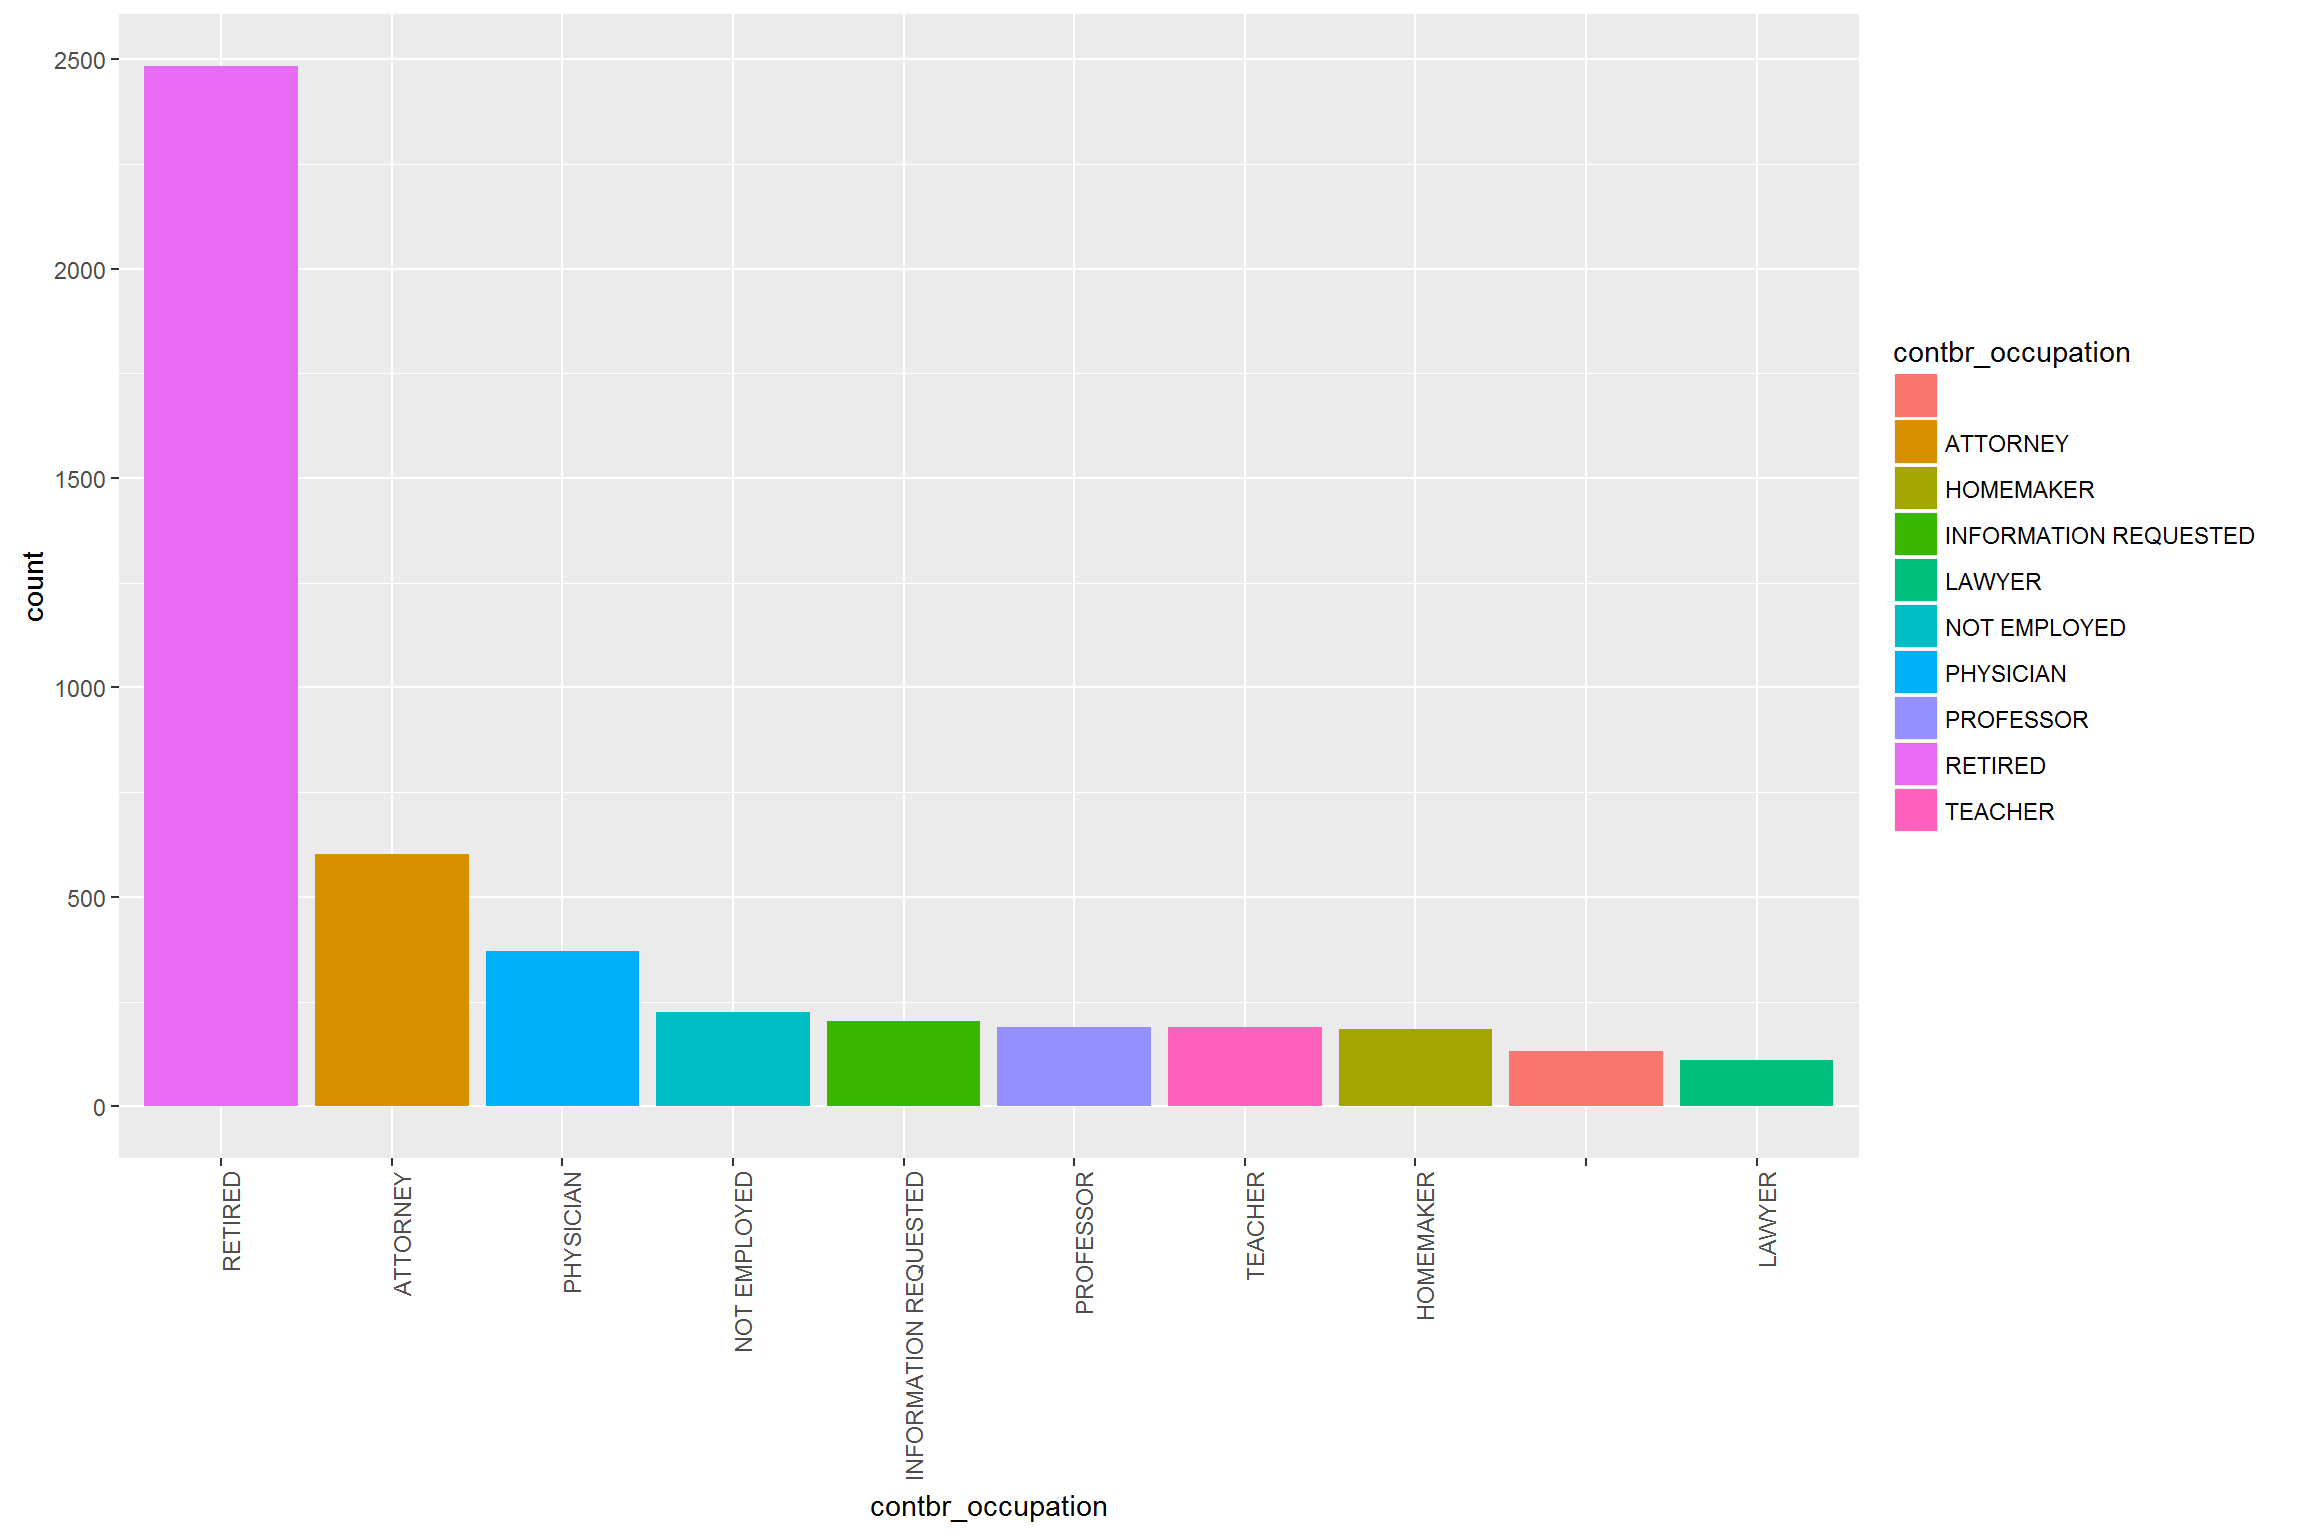 2500
2000
1500
1000
500
0
count
RETIRED
ATTORNEY
PHYSICIAN
NOT EMPLOYED
INFORMATION REQUESTED
PROFESSOR
TEACHER
HOMEMAKER
LAWYER
contbr_occupation
contbr_occupation
ATTORNEY
HOMEMAKER
INFORMATION REQUESTED
LAWYER
NOT EMPLOYED
PHYSICIAN
PROFESSOR
RETIRED
TEACHER